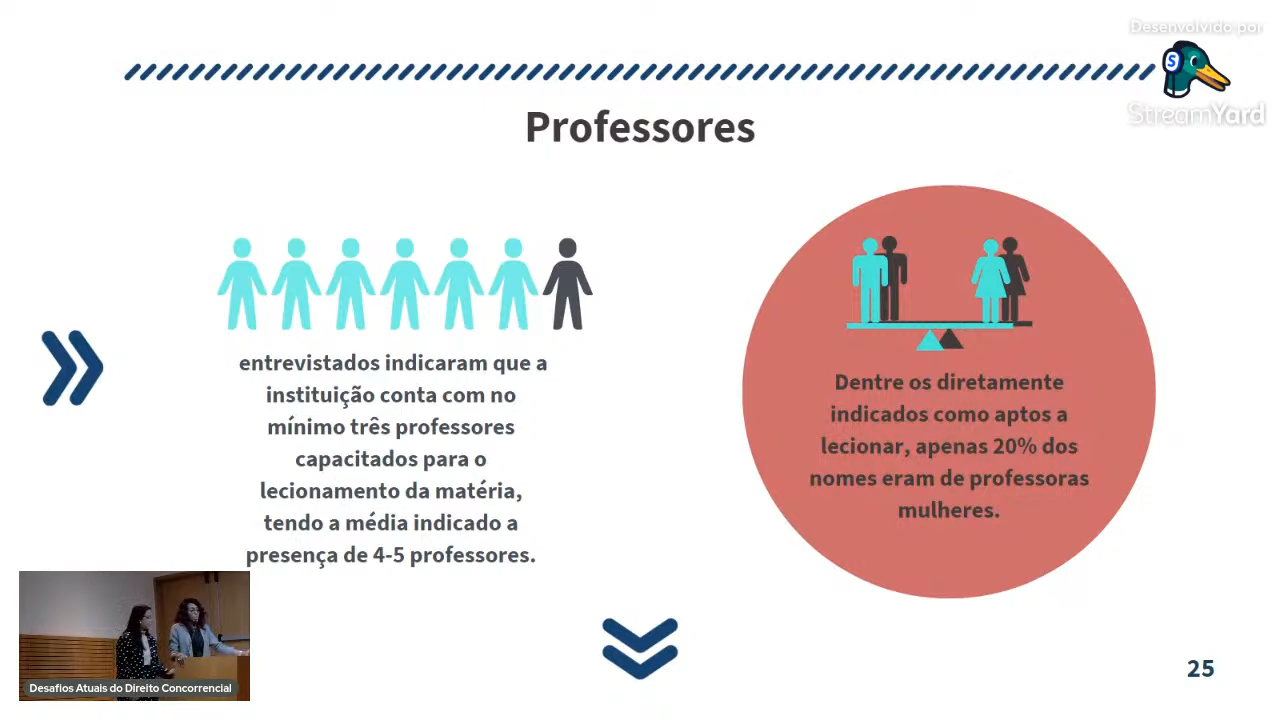 Desenvolvido por
S
StreamYard
Professores
entrevistados indicaram que a
instituição conta com no
mínimo três professores
capacitados para o
lecionamento da matéria,
tendo a média indicado a
presença de 4-5 professores.
Dentre os diretamente
indicados como aptos a
lecionar, apenas 20% dos
nomes eram de professoras
mulheres.
Desafios Atuais do Direito Concorrencial
25